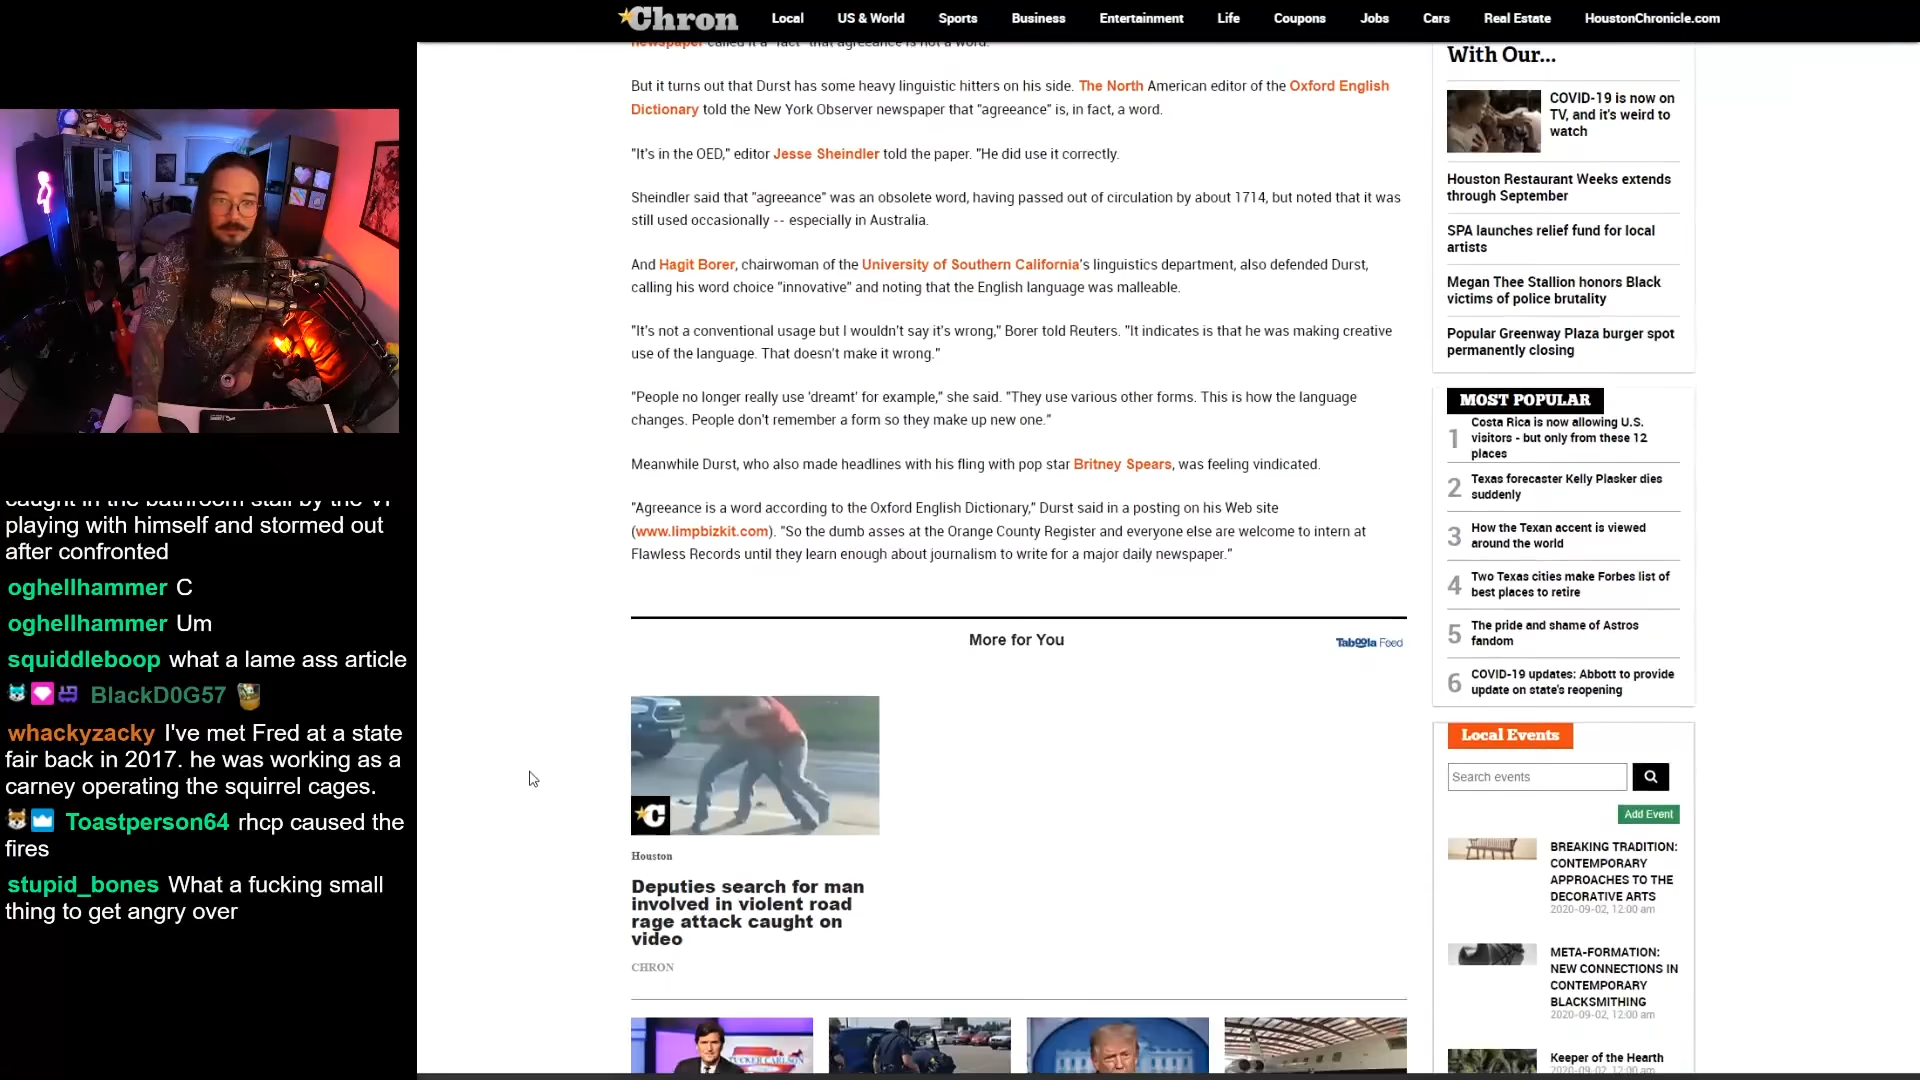 Chron
Local
US & World
Sports
Business
Entertainment
Life
Coupons
Jobs
Cars
Real Estate
HoustonChronicle.com
newspaper called it a "fact" that agreeance is not a word.
But it turns out that Durst has some heavy linguistic hitters on his side. The North American editor of the Oxford English
Dictionary told the New York Observer newspaper that "agreeance" is, in fact, a word.
"It's in the OED," editor Jesse Sheindler told the paper. "He did use it correctly.
Sheindler said that "agreeance" was an obsolete word, having passed out of circulation by about 1714, but noted that it was
still used occasionally -- especially in Australia.
And Hagit Borer, chairwoman of the University of Southern California's linguistics department, also defended Durst,
calling his word choice "innovative" and noting that the English language was malleable.
"It's not a conventional usage but I wouldn't say it's wrong," Borer told Reuters. "It indicates is that he was making creative
use of the language. That doesn't make it wrong."
"People no longer really use 'dreamt' for example," she said. "They use various other forms. This is how the language
changes. People don't remember a form so they make up new one."
Meanwhile Durst, who also made headlines with his fling with pop star Britney Spears, was feeling vindicated.
"Agreeance is a word according to the Oxford English Dictionary," Durst said in a posting on his Web site
(www.limpbizkit.com). "So the dumb asses at the Orange County Register and everyone else are welcome to intern at
Flawless Records until they learn enough about journalism to write for a major daily newspaper."
More for You
Taboola Feed
Houston
Deputies search for man
involved in violent road
rage attack caught on
video
CHRON
TUCKER CARLSON
With Our...
COVID-19 is now on
TV, and it's weird to
watch
Houston Restaurant Weeks extends
through September
SPA launches relief fund for local
artists
Megan Thee Stallion honors Black
victims of police brutality
Popular Greenway Plaza burger spot
permanently closing
MOST POPULAR
1 Costa Rica is now allowing U.S.
visitors - but only from these 12
places
2 Texas forecaster Kelly Plasker dies
suddenly
3 How the Texan accent is viewed
around the world
4 Two Texas cities make Forbes list of
best places to retire
5 The pride and shame of Astros
fandom
6 COVID-19 updates: Abbott to provide
update on state's reopening
Local Events
Search events
Add Event
BREAKING TRADITION:
CONTEMPORARY
APPROACHES TO THE
DECORATIVE ARTS
2020-09-02, 12:00 am
META-FORMATION:
NEW CONNECTIONS IN
CONTEMPORARY
BLACKSMITHING
2020-09-02, 12:00 am
Keeper of the Hearth
2020-09-02, 12:00 am
caught in the bathroom stall by the
playing with himself and stormed out
after confronted
oghellhammer C
oghellhammer Um
squiddleboop what a lame ass article
BlackD0G57
whackyzacky I've met Fred at a state
fair back in 2017. he was working as a
carney operating the squirrel cages.
Toastperson64 rhcp caused the
fires
stupid_bones What a fucking small
thing to get angry over